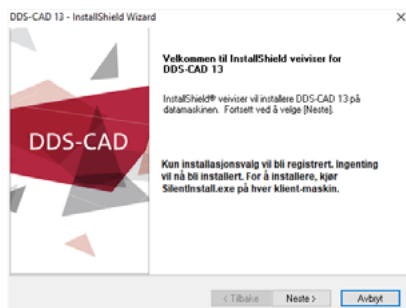 DDS-CAD 13 - InstallShield Wizard
Velkommen til InstallShield veiviser for
DDS-CAD 13
InstallShield® veiviser vil installere DDS-CAD 13 på
datamaskinen. Fortsett ved å velge [Neste].
DDS-CAD
Kun installasjonsvalg vil bli registrert. Ingenting
vil nå bli installert. For å installere, kjør
SilentInstall.exe på hver klient-maskin.
< Tilbake Neste > Avbryt